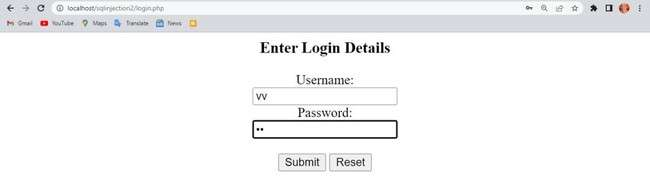 localhost/sqlinjection2/login.php
Gmail YouTube Maps Translate News
Enter Login Details
Username:
vv
Password:
••
Submit Reset